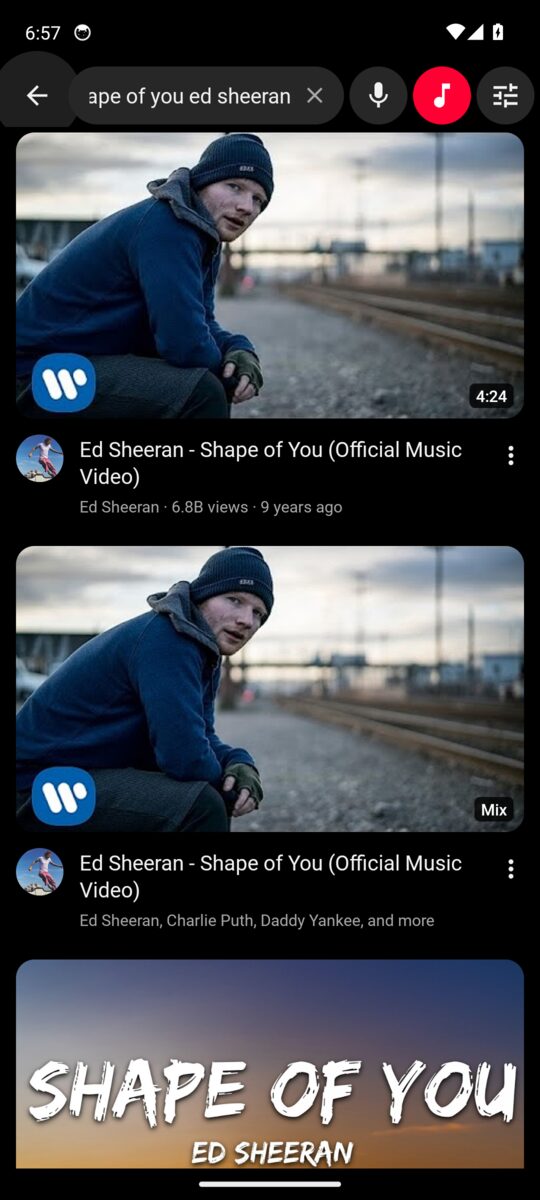 6:57
ape of you ed sheeran
4:24
Ed Sheeran - Shape of You (Official Music
Video)
Ed Sheeran · 6.8B views · 9 years ago
Mix
Ed Sheeran - Shape of You (Official Music
Video)
Ed Sheeran, Charlie Puth, Daddy Yankee, and more
SHAPE OF YOU
ED SHEERAN